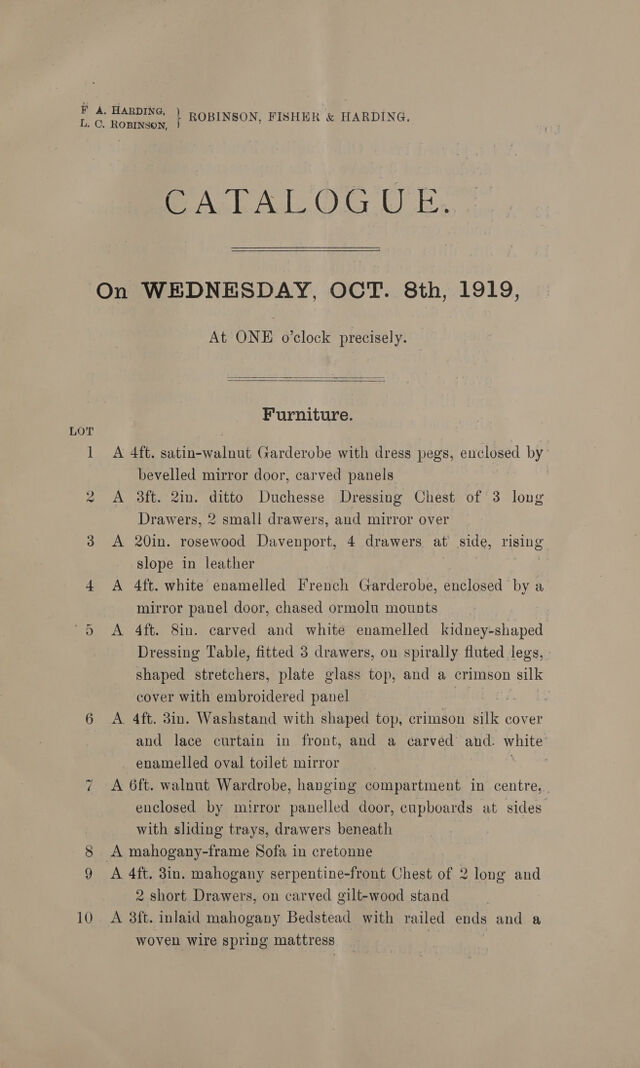 F A. HARDING, } ROBINSON, FISHER & HARDING.
L. C. ROBINSON, }
CATALOGUE.
On WEDNESDAY, OCT. 8th, 1919,
At ONE o'clock precisely.
Furniture.
LOT
1 A 4ft. satin-walnut Garderobe with dress pegs, enclosed by
bevelled mirror door, carved panels
2 A 3ft. 2in. ditto Duchesse Dressing Chest of 3 long
Drawers, 2 small drawers, and mirror over
3 A 20in. rosewood Davenport, 4 drawers at side, rising
slope in leather
4 A 4ft. white enamelled French Garderobe, enclosed by a
mirror panel door, chased ormolu mounts
5 A 4ft. 8in. carved and white enamelled kidney-shaped
Dressing Table, fitted 3 drawers, on spirally fluted legs,
shaped stretchers, plate glass top, and a crimson silk
cover with embroidered panel
6 A 4ft. 3in. Washstand with shaped top, crimson silk cover
and lace curtain in front, and a carved and white
enamelled oval toilet mirror
7 A 6ft. walnut Wardrobe, hanging compartment in centre,
enclosed by mirror panelled door, cupboards at sides
with sliding trays, drawers beneath
8 A mahogany-frame Sofa in cretonne
9 A 4ft. 3in. mahogany serpentine-front Chest of 2 long and
2 short Drawers, on carved gilt-wood stand
10 A 3ft. inlaid mahogany Bedstead with railed ends and a
woven wire spring mattress